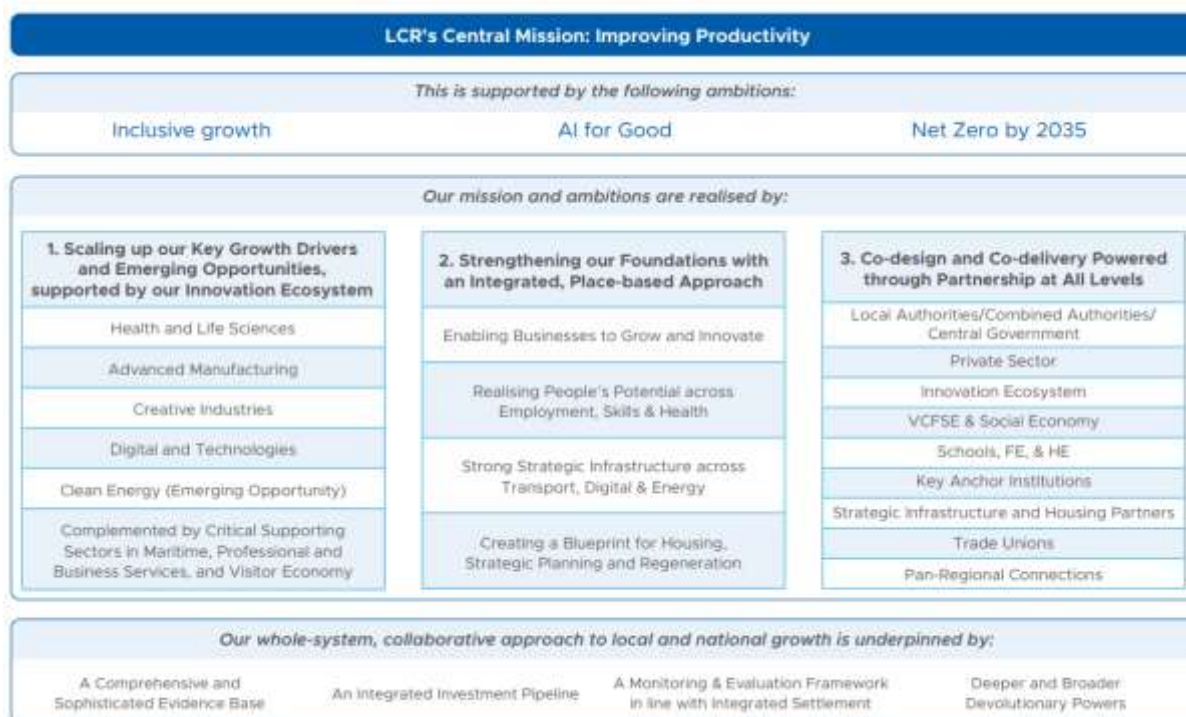 LCR's Central Mission: Improving Productivity
This is supported by the following ambitions:
Inclusive growth
AI for Good
Net Zero by 2035
Our mission and ambitions are realised by:
1. Scaling up our Key Growth Drivers
and Emerging Opportunities,
supported by our Innovation Ecosystem
Health and Life Sciences
Advanced Manufacturing
Creative Industries
Digital and Technologies
Clean Energy (Emerging Opportunity)
Complemented by Critical Supporting
Sectors in Maritime, Professional and
Business Services, and Visitor Economy
2. Strengthening our Foundations with
an Integrated, Place-based Approach
Enabling Businesses to Grow and Innovate
Realising People's Potential across
Employment, Skills & Health
Strong Strategic Infrastructure across
Transport, Digital & Energy
Creating a Blueprint for Housing,
Strategic Planning and Regeneration
3. Co-design and Co-delivery Powered
through Partnership at All Levels
Local Authorities/Combined Authorities/
Central Government
Private Sector
Innovation Ecosystem
VCFSE & Social Economy
Schools, FE, & HE
Key Anchor Institutions
Strategic Infrastructure and Housing Partners
Trade Unions
Pan-Regional Connections
Our whole-system, collaborative approach to local and national growth is underpinned by:
A Comprehensive and
Sophisticated Evidence Base
An Integrated Investment Pipeline
A Monitoring & Evaluation Framework
in line with Integrated Settlement
Deeper and Broader
Devolutionary Powers